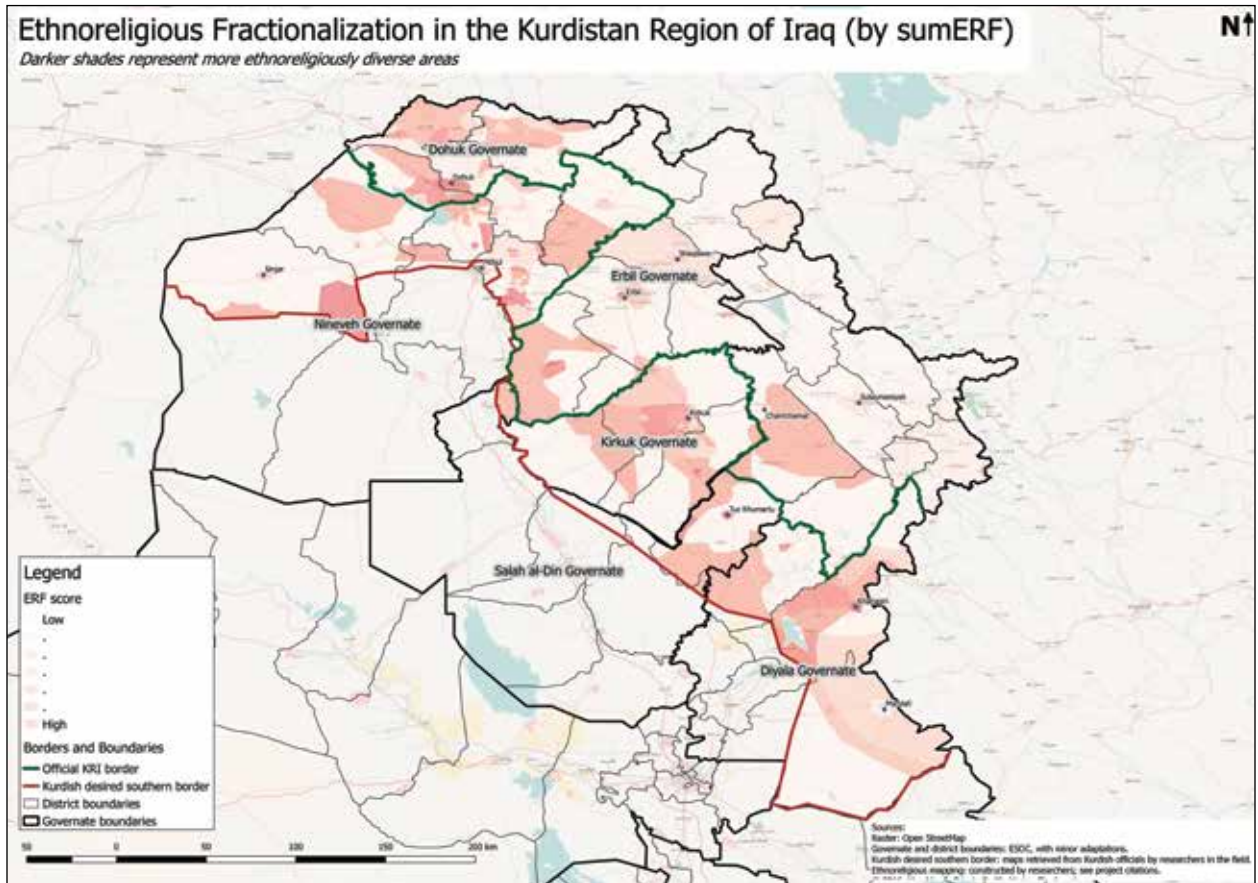 Ethnoreligious Fractionalization in the Kurdistan Region of Iraq (by sumERF)
Darker shades represent more ethnoreligiously diverse areas
N↑
Dohuk Governate
Dohuk
Sinjar
Mosul
Nineveh Governate
Erbil Governate
Erbil
Shaqlawa
Kirkuk
Kirkuk Governate
Chamchamal
Sulaymaniyah
Tuz Khurmatu
Salah al-Din Governate
Khanaqin
Diyala Governate
Mandali
Legend
ERF score
Low
High
Borders and Boundaries
Official KRI border
Kurdish desired southern border
District boundaries
Governate boundaries
50 0 50 100 150 200 km
Sources:
Raster: Open StreetMap
Governate and district boundaries: ESOC, with minor adaptations.
Kurdish desired southern border: maps retrieved from Kurdish officials by researchers in the field.
Ethnoreligious mapping: constructed by researchers; see project citations.